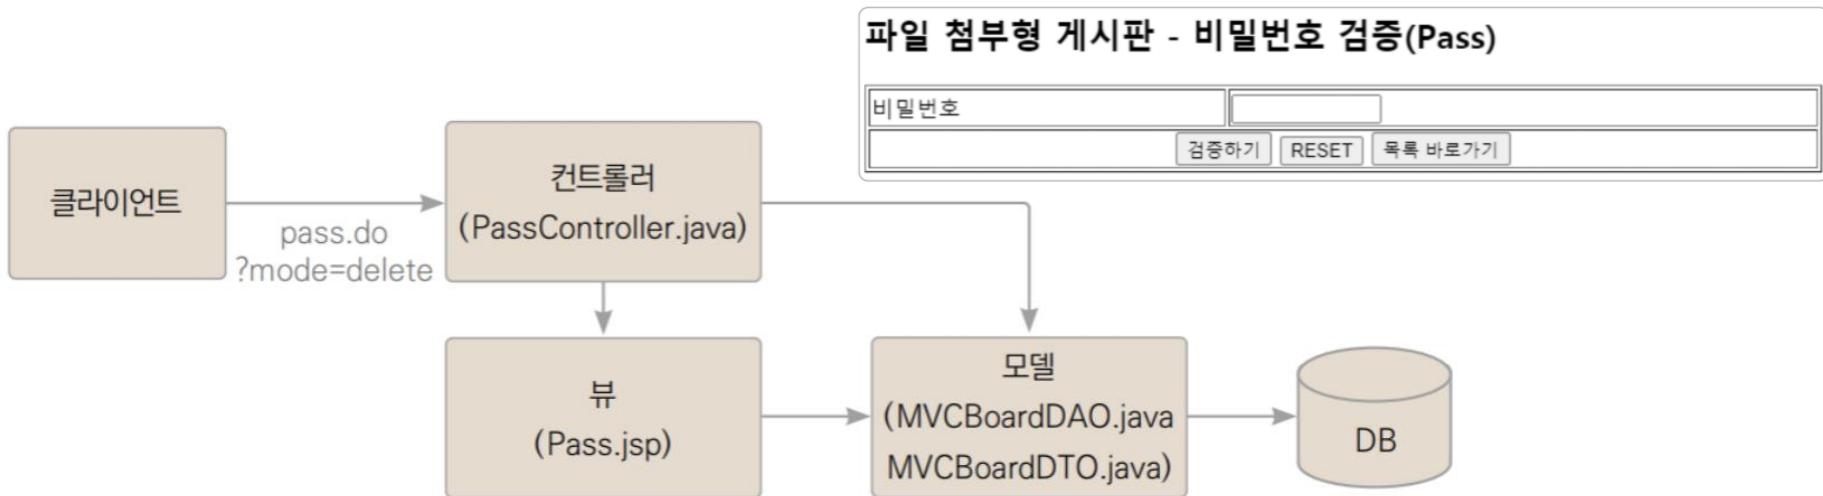 파일 첨부형 게시판 - 비밀번호 검증(Pass)
비밀번호
검증하기 RESET 목록 바로가기
클라이언트
pass.do
?mode=delete
컨트롤러
(PassController.java)
뷰
(Pass.jsp)
모델
(MVCBoardDAO.java
MVCBoardDTO.java)
DB